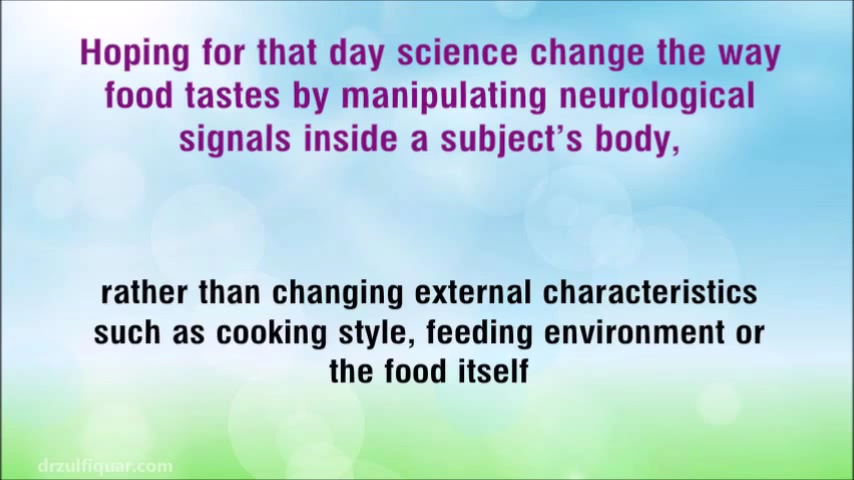 Hoping for that day science change the way
food tastes by manipulating neurological
signals inside a subject's body,
rather than changing external characteristics
such as cooking style, feeding environment or
the food itself
drzulfiquar.com